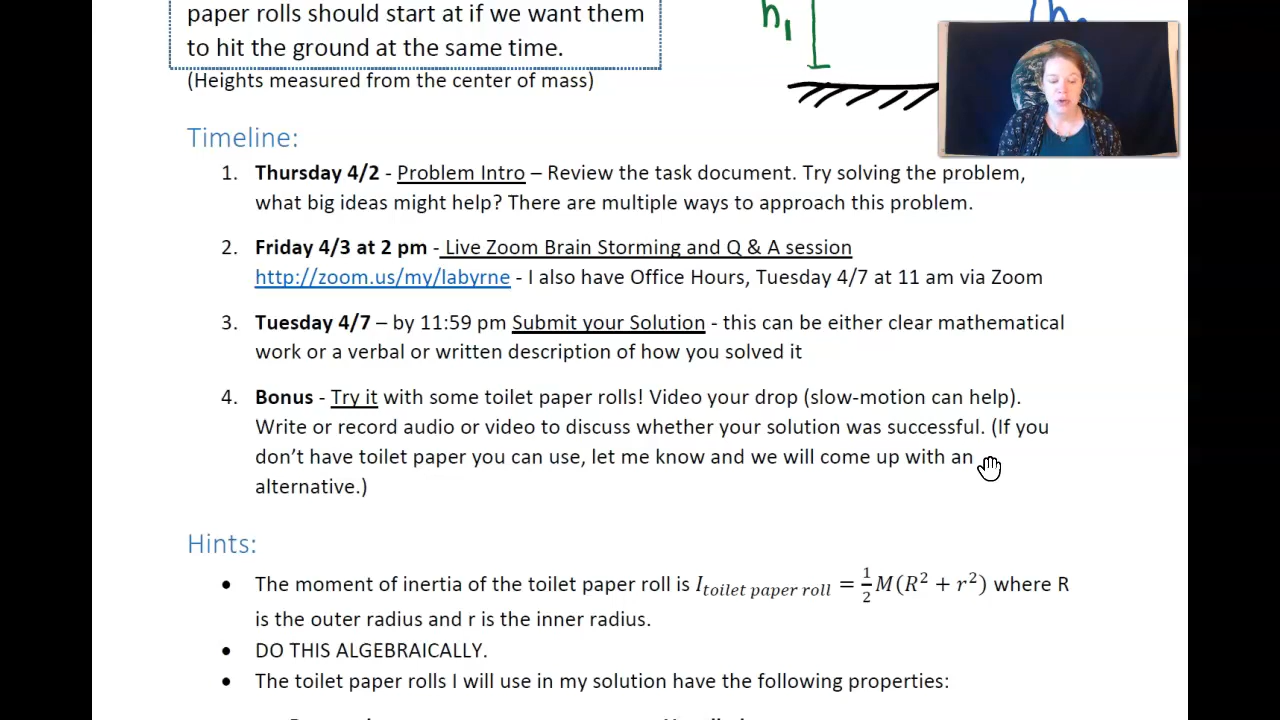 paper rolls should start at if we want them
to hit the ground at the same time.
(Heights measured from the center of mass)
h₁
Timeline:
1. Thursday 4/2 - Problem Intro – Review the task document. Try solving the problem,
what big ideas might help? There are multiple ways to approach this problem.
2. Friday 4/3 at 2 pm - Live Zoom Brain Storming and Q & A session
http://zoom.us/my/labyrne - I also have Office Hours, Tuesday 4/7 at 11 am via Zoom
3. Tuesday 4/7 – by 11:59 pm Submit your Solution - this can be either clear mathematical
work or a verbal or written description of how you solved it
4. Bonus - Try it with some toilet paper rolls! Video your drop (slow-motion can help).
Write or record audio or video to discuss whether your solution was successful. (If you
don’t have toilet paper you can use, let me know and we will come up with an
alternative.)
Hints:
• The moment of inertia of the toilet paper roll is I_toilet paper roll = 1/2 M(R² + r²) where R
is the outer radius and r is the inner radius.
• DO THIS ALGEBRAICALLY.
• The toilet paper rolls I will use in my solution have the following properties: